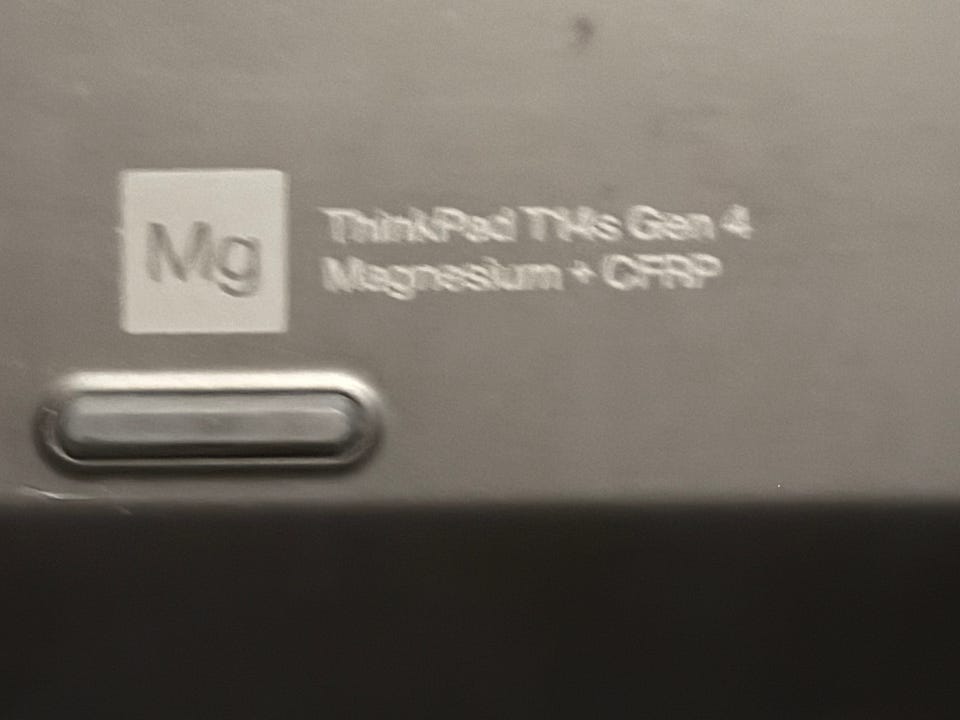 Mg
ThinkPad T14s Gen 4
Magnesium + CFRP